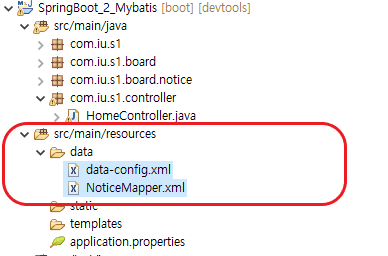 SpringBoot_2_Mybatis [boot] [devtools]
src/main/java
com.iu.s1
com.iu.s1.board
com.iu.s1.board.notice
com.iu.s1.controller
HomeController.java
src/main/resources
data
data-config.xml
NoticeMapper.xml
static
templates
application.properties